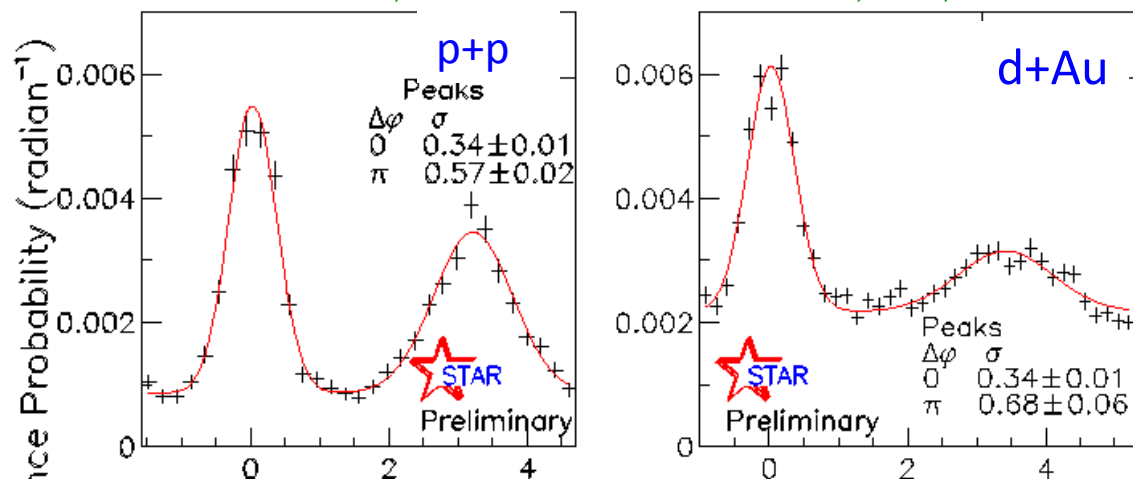 nce Probability (radian⁻¹)
p+p
0.006
0.004
0.002
0
Peaks
Δφ σ
0 0.34±0.01
π 0.57±0.02
STAR
Preliminary
0 2 4
d+Au
0.006
0.004
0.002
0
Peaks
Δφ σ
0 0.34±0.01
π 0.68±0.06
STAR
Preliminary
0 2 4